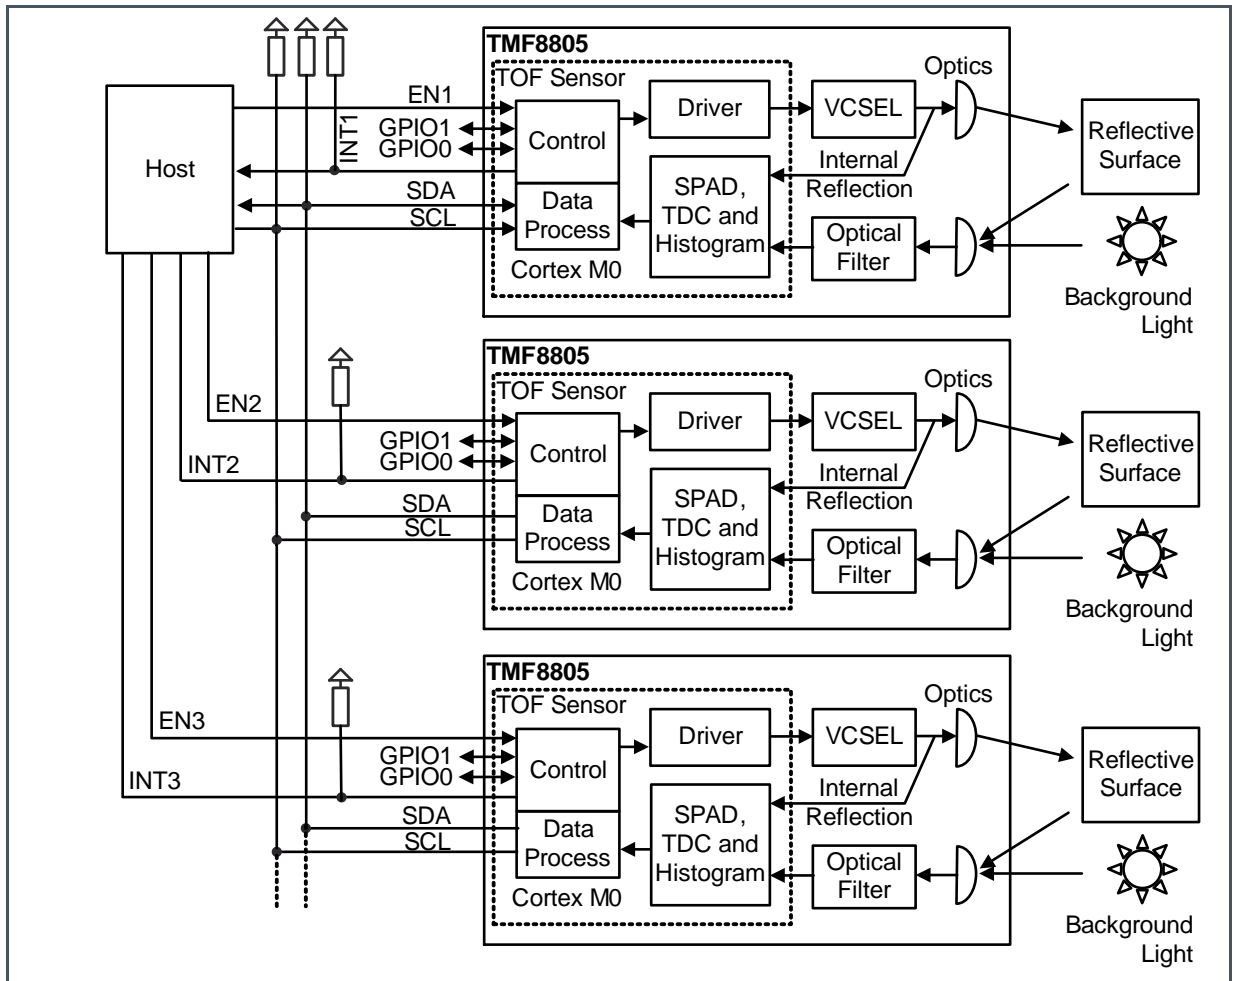 TMF8805
TOF Sensor
Optics
EN1
Driver
VCSEL
GPIO1
GPIO0
INT1
Control
Host
Reflective
Surface
Internal
Reflection
SDA
SCL
Data
Process
SPAD,
TDC and
Histogram
Optical
Filter
Cortex M0
Background
Light
TMF8805
TOF Sensor
Optics
EN2
Driver
VCSEL
GPIO1
GPIO0
Control
Reflective
Surface
INT2
Internal
Reflection
SDA
SCL
Data
Process
SPAD,
TDC and
Histogram
Optical
Filter
Cortex M0
Background
Light
TMF8805
TOF Sensor
Optics
EN3
Driver
VCSEL
GPIO1
GPIO0
Control
Reflective
Surface
INT3
Internal
Reflection
SDA
SCL
Data
Process
SPAD,
TDC and
Histogram
Optical
Filter
Cortex M0
Background
Light